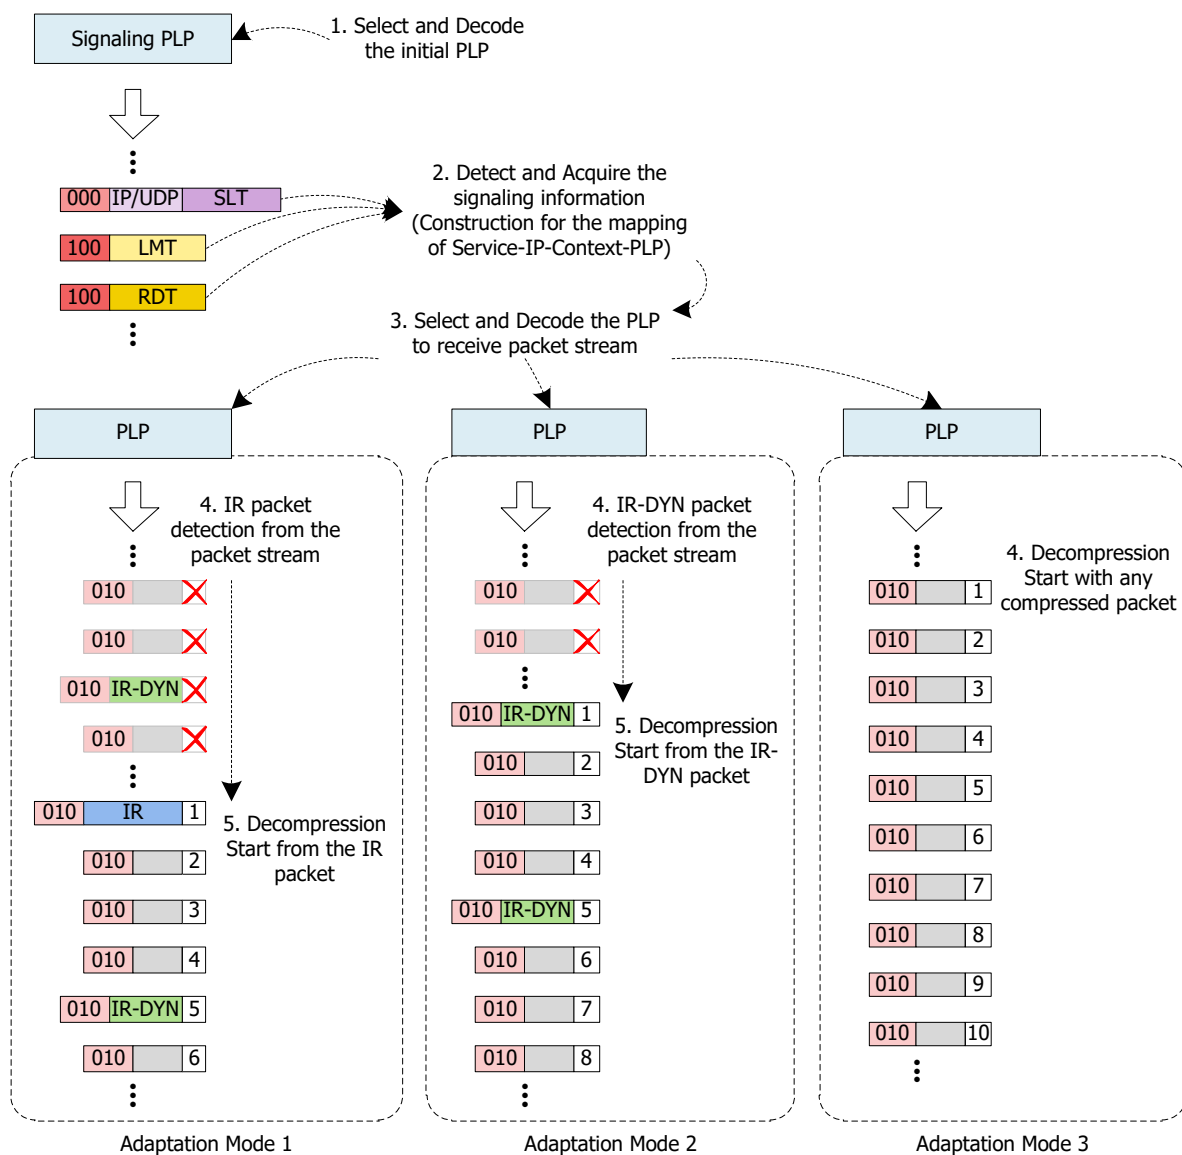 Signaling PLP
1. Select and Decode
the initial PLP
000 IP/UDP SLT
100 LMT
100 RDT
2. Detect and Acquire the
signaling information
(Construction for the mapping
of Service-IP-Context-PLP)
3. Select and Decode the PLP
to receive packet stream
PLP
4. IR packet
detection from the
packet stream
010
010
010 IR-DYN
010
010 IR 1
5. Decompression
Start from the IR
packet
010 2
010 3
010 4
010 IR-DYN 5
010 6
Adaptation Mode 1
PLP
4. IR-DYN packet
detection from the
packet stream
010
010
010 IR-DYN 1
5. Decompression
Start from the IR-
DYN packet
010 2
010 3
010 4
010 IR-DYN 5
010 6
010 7
010 8
Adaptation Mode 2
PLP
4. Decompression
Start with any
compressed packet
010 1
010 2
010 3
010 4
010 5
010 6
010 7
010 8
010 9
010 10
Adaptation Mode 3